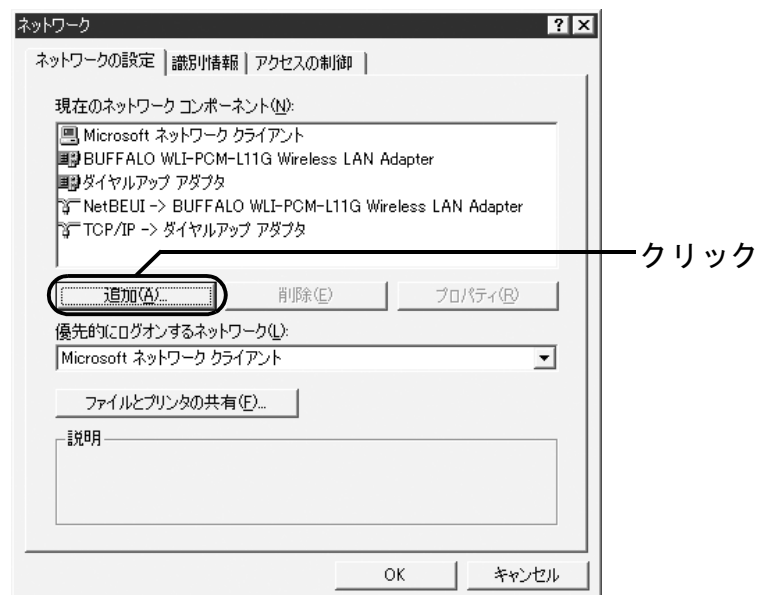 ネットワーク
ネットワークの設定 識別情報 アクセスの制御
現在のネットワーク コンポーネント(N):
Microsoft ネットワーク クライアント
BUFFALO WLI-PCM-L11G Wireless LAN Adapter
ダイヤルアップ アダプタ
NetBEUI -> BUFFALO WLI-PCM-L11G Wireless LAN Adapter
TCP/IP -> ダイヤルアップ アダプタ
クリック
追加(A)... 削除(E) プロパティ(R)
優先的にログオンするネットワーク(L):
Microsoft ネットワーク クライアント
ファイルとプリンタの共有(F)...
説明
OK キャンセル